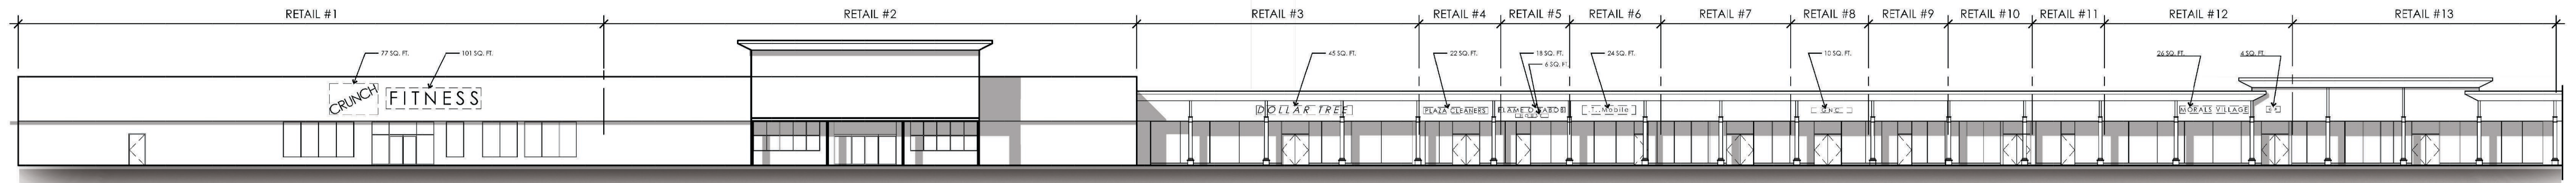 RETAIL #1
RETAIL #2
RETAIL #3
RETAIL #4
RETAIL #5
RETAIL #6
RETAIL #7
RETAIL #8
RETAIL #9
RETAIL #10
RETAIL #11
RETAIL #12
RETAIL #13
77 SQ. FT.
101 SQ. FT.
45 SQ. FT.
22 SQ. FT.
18 SQ. FT.
6 SQ. FT.
24 SQ. FT.
10 SQ. FT.
26 SQ. FT.
4 SQ. FT.
CRUNCH
FITNESS
DOLLAR TREE
PLAZA CLEANERS
T..Mobile
G.N.C.
MORALS VILLAGE